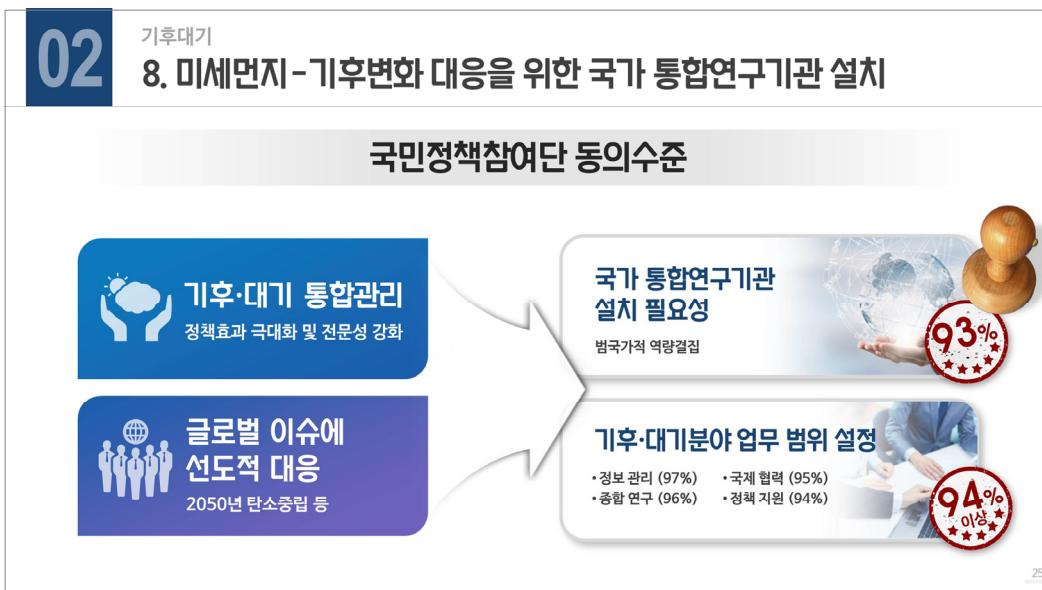 02
기후대기
8. 미세먼지-기후변화 대응을 위한 국가 통합연구기관 설치
국민정책참여단 동의수준
기후·대기 통합관리
정책효과 극대화 및 전문성 강화
글로벌 이슈에
선도적 대응
2050년 탄소중립 등
국가 통합연구기관
설치 필요성
범국가적 역량결집
93%
기후·대기분야 업무 범위 설정
•정보 관리 (97%) •국제 협력 (95%)
•종합 연구 (96%) •정책 지원 (94%)
94%
이상
25